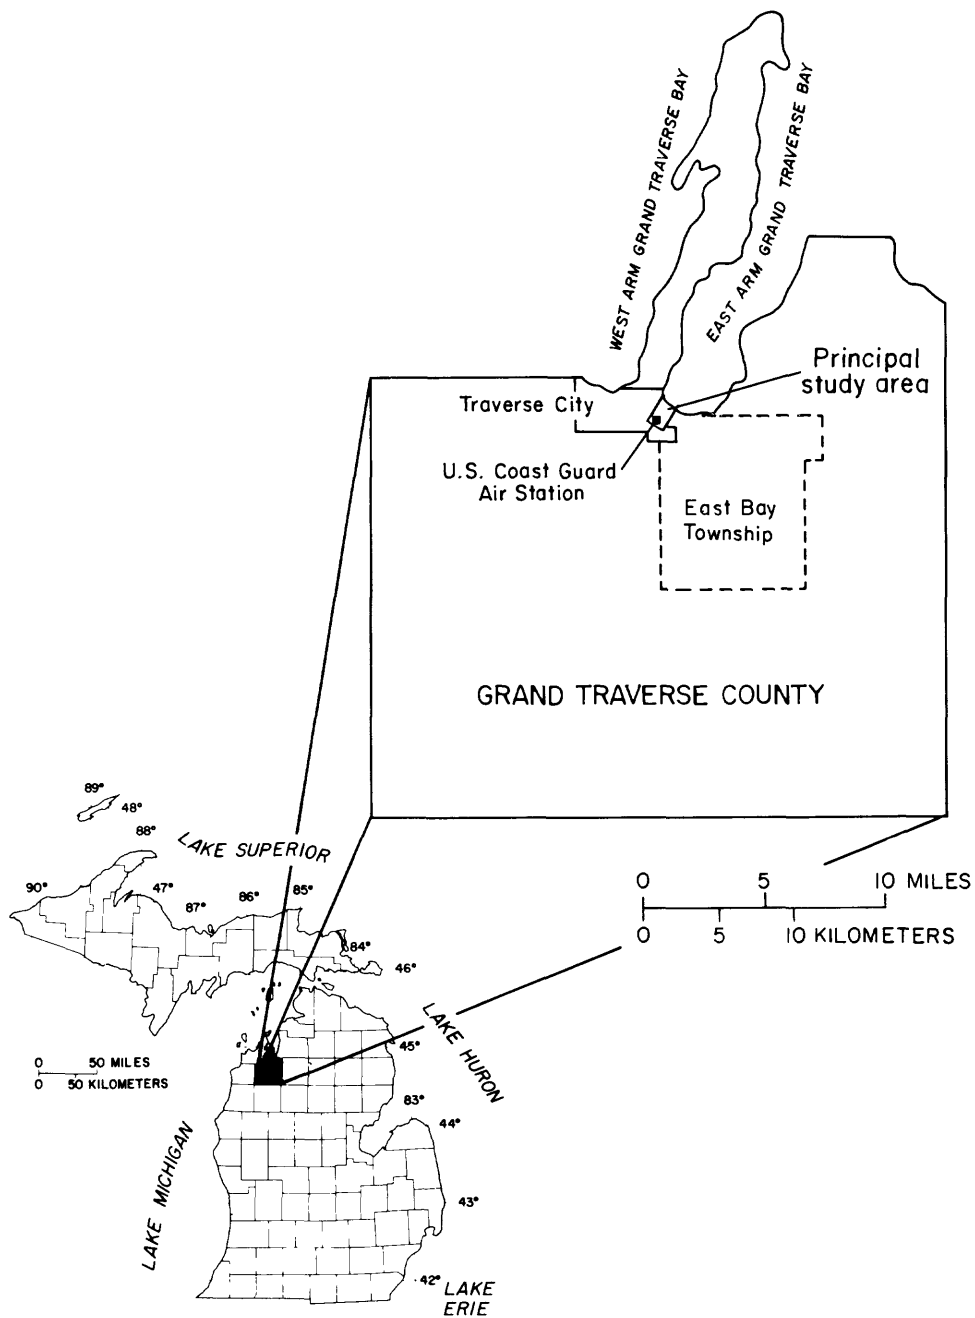 WEST ARM GRAND TRAVERSE BAY
EAST ARM GRAND TRAVERSE BAY
Principal
study area
Traverse City
U.S. Coast Guard
Air Station
East Bay
Township
GRAND TRAVERSE COUNTY
89°
48°
88°
LAKE SUPERIOR
90°
47°
87°
86°
85°
84°
46°
0 5 10 MILES
0 5 10 KILOMETERS
LAKE HURON
45°
0 50 MILES
0 50 KILOMETERS
83°
44°
LAKE MICHIGAN
43°
42°
LAKE
ERIE